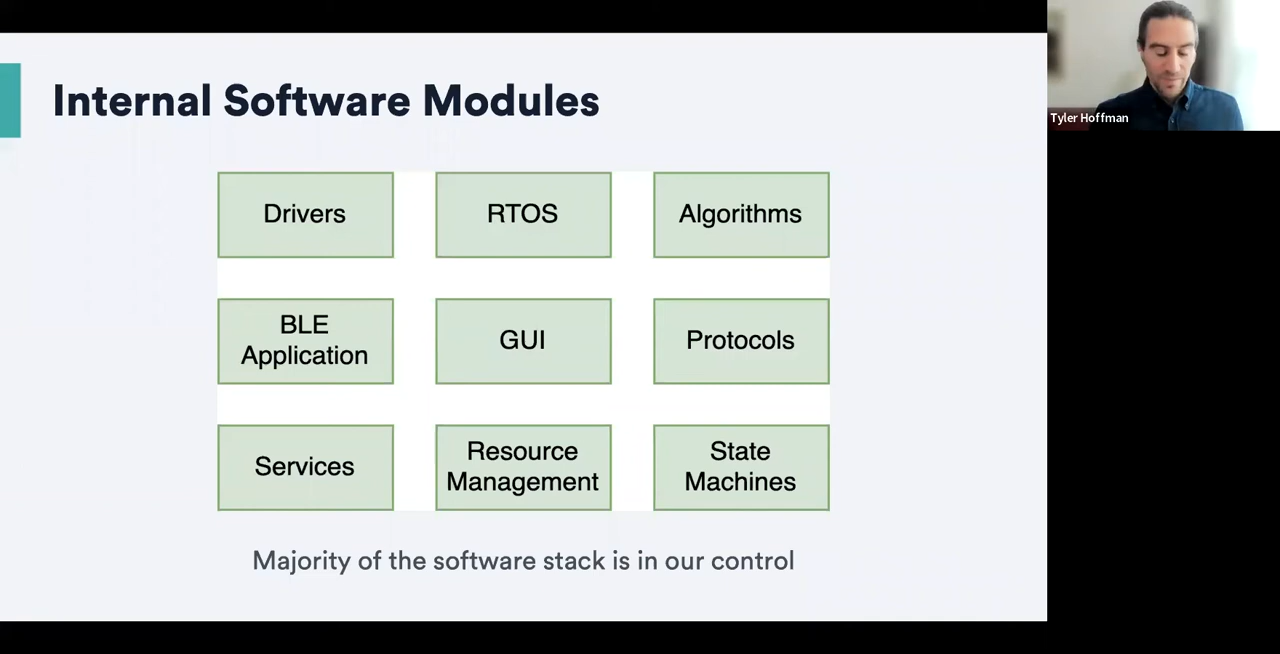 Internal Software Modules
Tyler Hoffman
Drivers
RTOS
Algorithms
BLE
Application
GUI
Protocols
Services
Resource
Management
State
Machines
Majority of the software stack is in our control